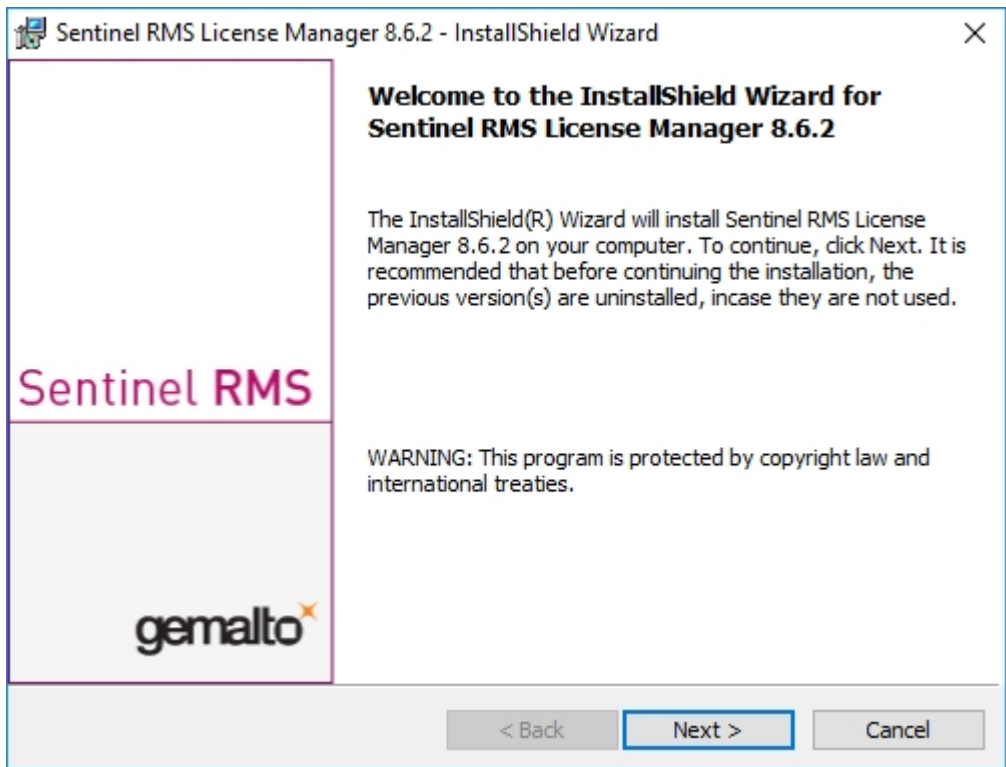 Sentinel RMS License Manager 8.6.2 - InstallShield Wizard
Welcome to the InstallShield Wizard for
Sentinel RMS License Manager 8.6.2
The InstallShield(R) Wizard will install Sentinel RMS License
Manager 8.6.2 on your computer. To continue, click Next. It is
recommended that before continuing the installation, the
previous version(s) are uninstalled, incase they are not used.
Sentinel RMS
WARNING: This program is protected by copyright law and
international treaties.
gemalto
< Back
Next >
Cancel